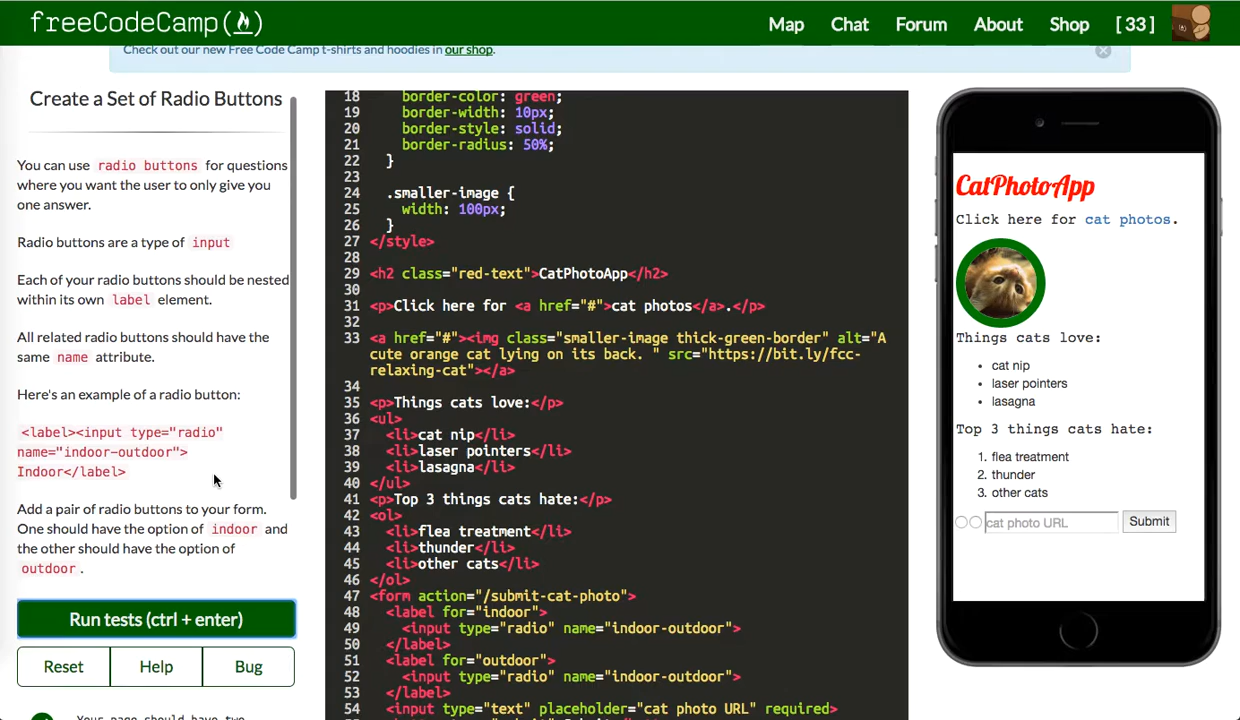 freeCodeCamp(🔥)
Map Chat Forum About Shop [ 33 ]
Check out our new Free Code Camp t-shirts and hoodies in our shop.
Create a Set of Radio Buttons
You can use radio buttons for questions
where you want the user to only give you
one answer.
Radio buttons are a type of input
Each of your radio buttons should be nested
within its own label element.
All related radio buttons should have the
same name attribute.
Here's an example of a radio button:
<label><input type="radio"
name="indoor-outdoor">
Indoor</label>
Add a pair of radio buttons to your form.
One should have the option of indoor and
the other should have the option of
outdoor.
Run tests (ctrl + enter)
Reset Help Bug
Your page should have two
18 border-color: green;
19 border-width: 10px;
20 border-style: solid;
21 border-radius: 50%;
22 }
23
24 .smaller-image {
25 width: 100px;
26 }
27 </style>
28
29 <h2 class="red-text">CatPhotoApp</h2>
30
31 <p>Click here for <a href="#">cat photos</a>.</p>
32
33 <a href="#"><img class="smaller-image thick-green-border" alt="A
cute orange cat lying on its back. " src="https://bit.ly/fcc-
relaxing-cat"></a>
34
35 <p>Things cats love:</p>
36 <ul>
37 <li>cat nip</li>
38 <li>laser pointers</li>
39 <li>lasagna</li>
40 </ul>
41 <p>Top 3 things cats hate:</p>
42 <ol>
43 <li>flea treatment</li>
44 <li>thunder</li>
45 <li>other cats</li>
46 </ol>
47 <form action="/submit-cat-photo">
48 <label for="indoor">
49 <input type="radio" name="indoor-outdoor">
50 </label>
51 <label for="outdoor">
52 <input type="radio" name="indoor-outdoor">
53 </label>
54 <input type="text" placeholder="cat photo URL" required>
CatPhotoApp
Click here for cat photos.
Things cats love:
• cat nip
• laser pointers
• lasagna
Top 3 things cats hate:
1. flea treatment
2. thunder
3. other cats
cat photo URL Submit